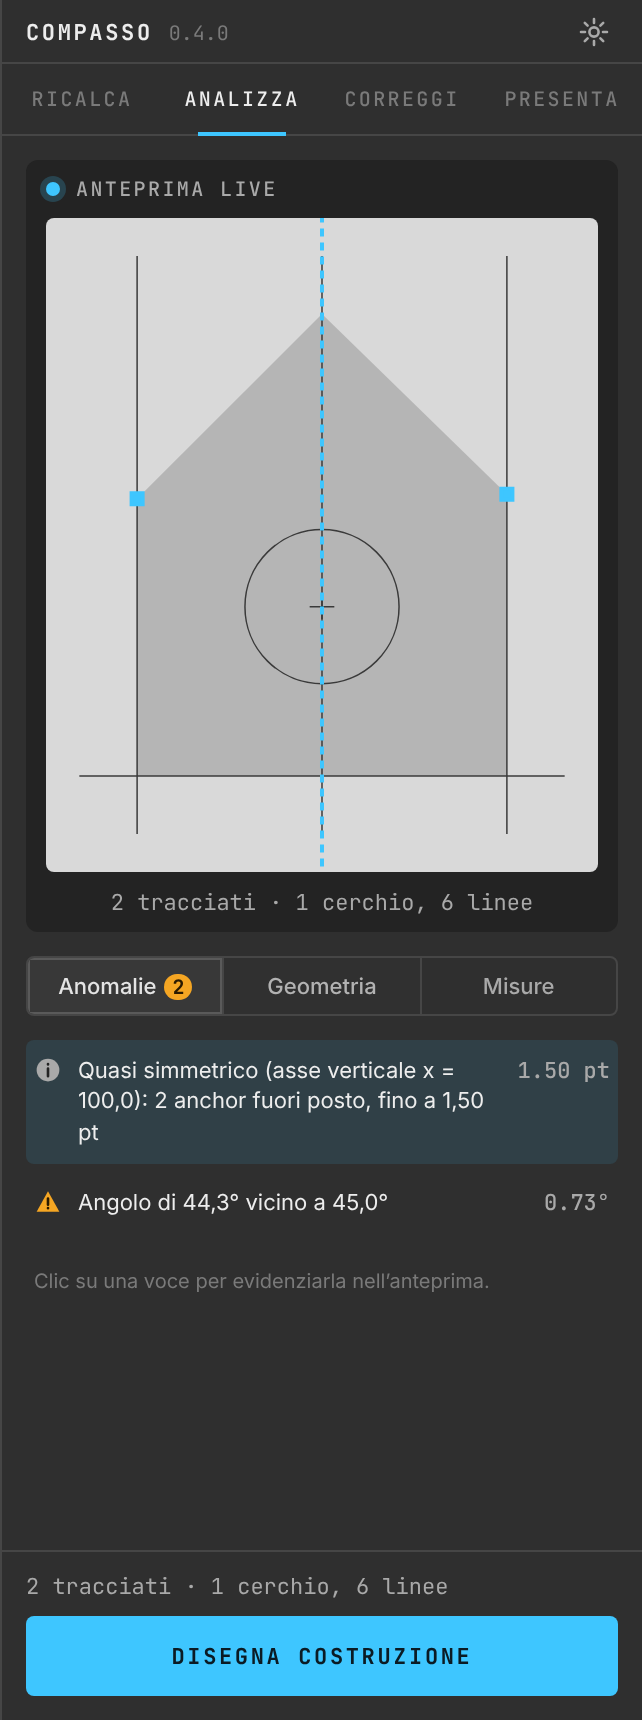 COMPASSO 0.4.0
RICALCA ANALIZZA CORREGGI PRESENTA
ANTEPRIMA LIVE
2 tracciati · 1 cerchio, 6 linee
Anomalie 2 Geometria Misure
Quasi simmetrico (asse verticale x = 1.50 pt
100,0): 2 anchor fuori posto, fino a 1,50
pt
Angolo di 44,3° vicino a 45,0° 0.73°
Clic su una voce per evidenziarla nell’anteprima.
2 tracciati · 1 cerchio, 6 linee
DISEGNA COSTRUZIONE